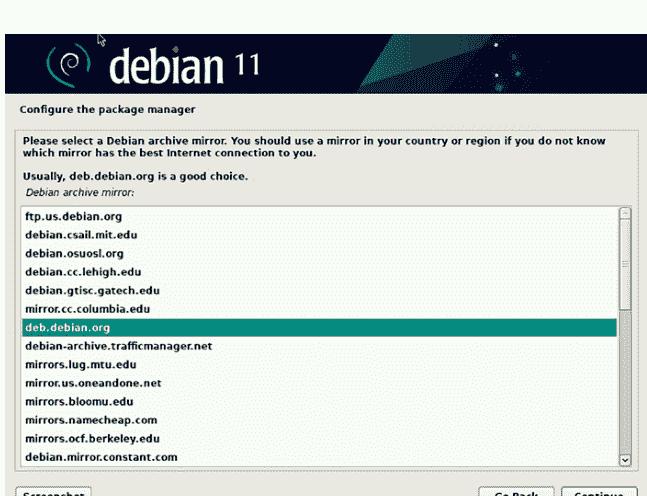 debian 11
Configure the package manager
Please select a Debian archive mirror. You should use a mirror in your country or region if you do not know
which mirror has the best Internet connection to you.
Usually, deb.debian.org is a good choice.
Debian archive mirror:
ftp.us.debian.org
debian.csail.mit.edu
debian.osuosl.org
debian.cc.lehigh.edu
debian.gtisc.gatech.edu
mirror.cc.columbia.edu
deb.debian.org
debian-archive.trafficmanager.net
mirrors.lug.mtu.edu
mirror.us.oneandone.net
mirrors.bloomu.edu
mirrors.namecheap.com
mirrors.ocf.berkeley.edu
debian.mirror.constant.com
Screenshot Go Back Continue